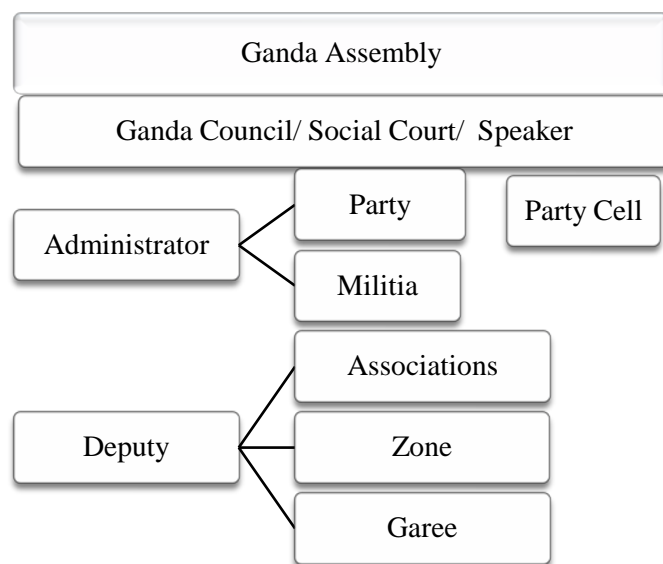 Ganda Assembly
Ganda Council/ Social Court/ Speaker
Party
Party Cell
Administrator
Militia
Associations
Deputy
Zone
Garee